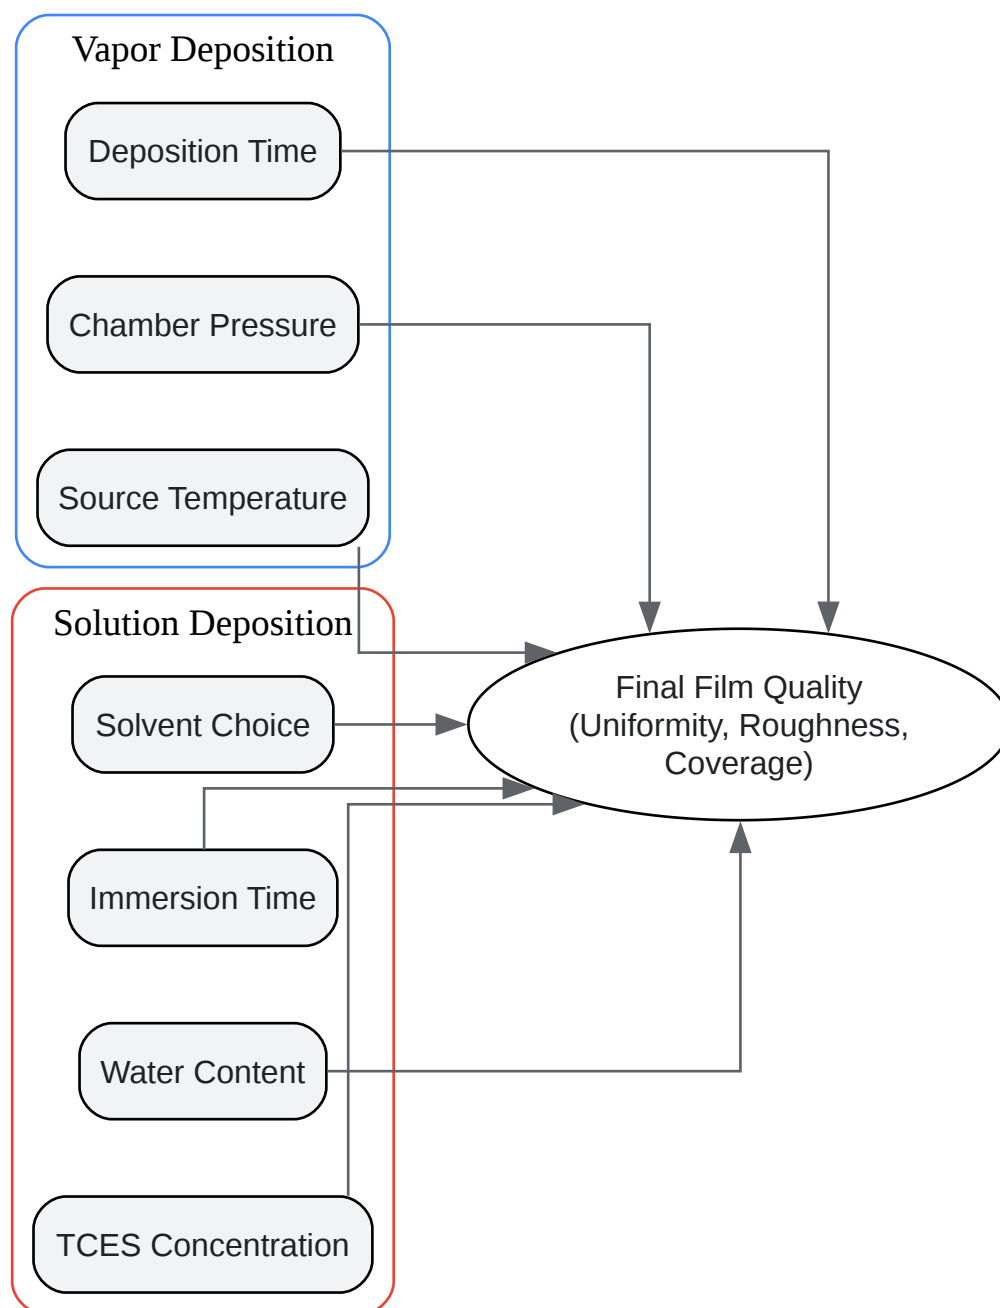 Vapor Deposition
Deposition Time
Chamber Pressure
Source Temperature
Solution Deposition
Solvent Choice
Immersion Time
Water Content
TCES Concentration
Final Film Quality
(Uniformity, Roughness,
Coverage)